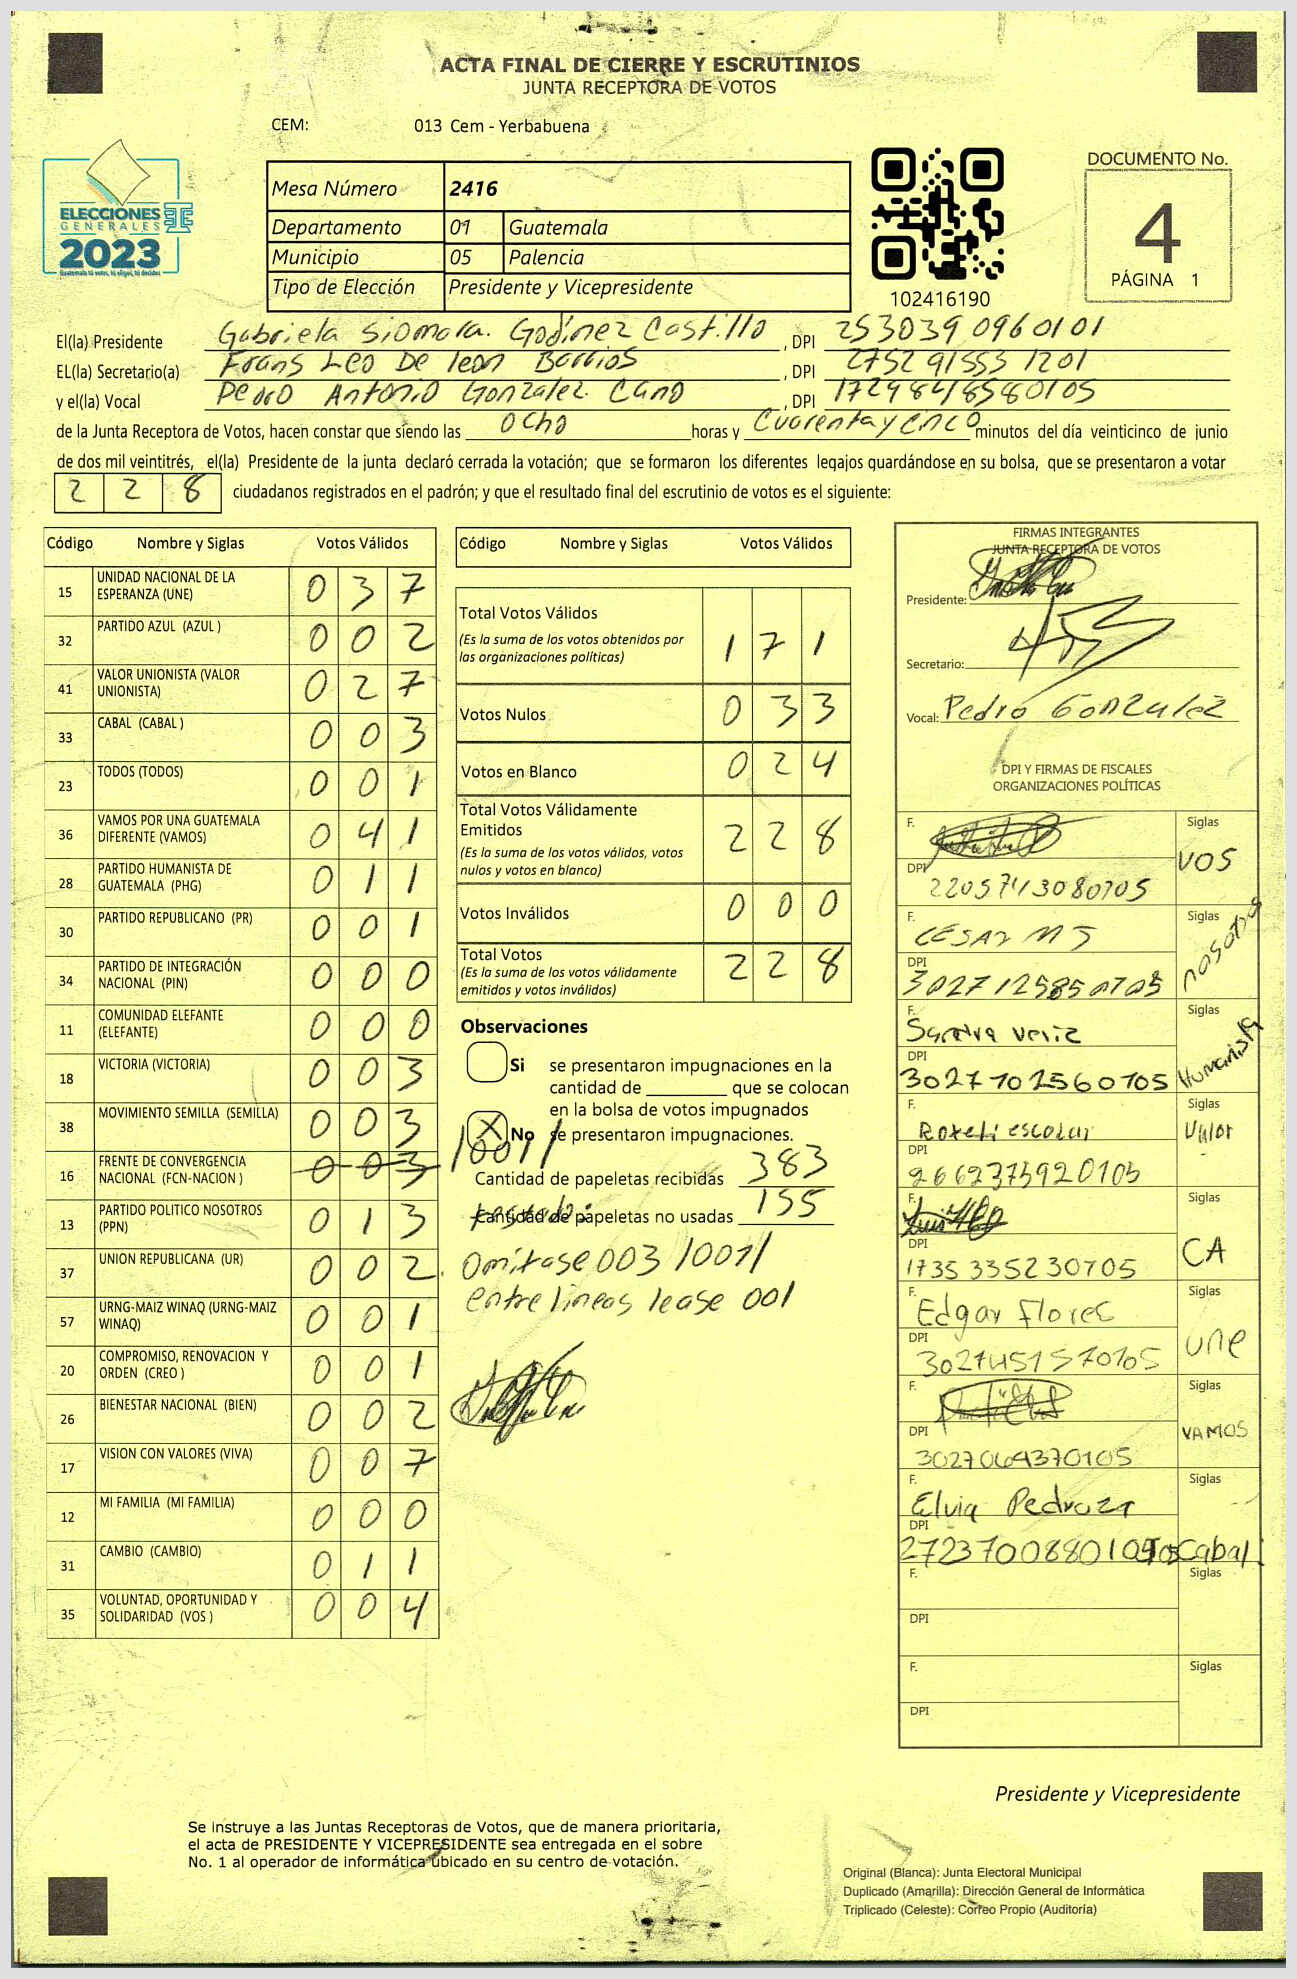 ACTA FINAL DE CIERRE Y ESCRUTINIOS
JUNTA RECEPTORA DE VOTOS
CEM: 013 Cem - Yerbabuena
ELECCIONES
GENERALES
2023
Guatemala tú votas, tú eliges, tú decides
Mesa Número 2416
Departamento 01 Guatemala
Municipio 05 Palencia
Tipo de Elección Presidente y Vicepresidente
102416190
DOCUMENTO No.
4
PÁGINA 1
El(la) Presidente Gabriela Siomara. Godinez Castillo, DPI 253039 0960101
EL(la) Secretario(a) Frans Leo De leon Barrios, DPI 2752 91553 1201
y el(la) Vocal Pedro Antonio Gonzalez. Cano, DPI 1729848580105
de la Junta Receptora de Votos, hacen constar que siendo las ocho horas y Cuarenta y cinco minutos del día veinticinco de junio
de dos mil veintitrés, el(la) Presidente de la junta declaró cerrada la votación; que se formaron los diferentes legajos guardándose en su bolsa, que se presentaron a votar
2 2 8 ciudadanos registrados en el padrón; y que el resultado final del escrutinio de votos es el siguiente:
Código Nombre y Siglas Votos Válidos
15 UNIDAD NACIONAL DE LA ESPERANZA (UNE) 0 3 7
32 PARTIDO AZUL (AZUL ) 0 0 2
41 VALOR UNIONISTA (VALOR UNIONISTA) 0 2 7
33 CABAL (CABAL ) 0 0 3
23 TODOS (TODOS) 0 0 1
36 VAMOS POR UNA GUATEMALA DIFERENTE (VAMOS) 0 4 1
28 PARTIDO HUMANISTA DE GUATEMALA (PHG) 0 1 1
30 PARTIDO REPUBLICANO (PR) 0 0 1
34 PARTIDO DE INTEGRACIÓN NACIONAL (PIN) 0 0 0
11 COMUNIDAD ELEFANTE (ELEFANTE) 0 0 0
18 VICTORIA (VICTORIA) 0 0 3
38 MOVIMIENTO SEMILLA (SEMILLA) 0 0 3
16 FRENTE DE CONVERGENCIA NACIONAL (FCN-NACION ) 0 0 3 /001/
13 PARTIDO POLITICO NOSOTROS (PPN) 0 1 3
37 UNION REPUBLICANA (UR) 0 0 2
57 URNG-MAIZ WINAQ (URNG-MAIZ WINAQ) 0 0 1
20 COMPROMISO, RENOVACION Y ORDEN (CREO ) 0 0 1
26 BIENESTAR NACIONAL (BIEN) 0 0 2
17 VISION CON VALORES (VIVA) 0 0 7
12 MI FAMILIA (MI FAMILIA) 0 0 0
31 CAMBIO (CAMBIO) 0 1 1
35 VOLUNTAD, OPORTUNIDAD Y SOLIDARIDAD (VOS ) 0 0 4
Código Nombre y Siglas Votos Válidos
Total Votos Válidos 1 7 1
(Es la suma de los votos obtenidos por
las organizaciones políticas)
Votos Nulos 0 3 3
Votos en Blanco 0 2 4
Total Votos Válidamente
Emitidos 2 2 8
(Es la suma de los votos válidos, votos
nulos y votos en blanco)
Votos Inválidos 0 0 0
Total Votos 2 2 8
(Es la suma de los votos válidamente
emitidos y votos inválidos)
Observaciones
Si se presentaron impugnaciones en la
cantidad de ________ que se colocan
en la bolsa de votos impugnados
X No se presentaron impugnaciones.
Cantidad de papeletas recibidas 383
Cantidad de papeletas no usadas 155
Omitase 003 /001/
entre lineas lease 001
FIRMAS INTEGRANTES
JUNTA RECEPTORA DE VOTOS
Presidente:
Secretario:
Vocal: Pedro Gonzalez
DPI Y FIRMAS DE FISCALES
ORGANIZACIONES POLÍTICAS
F. Siglas VOS
DPI 2205743080705
F. CESAR MJ Siglas nosotros
DPI 3027125850705
F. Sandra veliz Siglas Humanista
DPI 3027702560705
F. Roxeli escobar Siglas Valor
DPI 2662373920105
F. Siglas CA
DPI 1735335230705
F. Edgar Flores Siglas une
DPI 3027451570105
F. Siglas VAMOS
DPI 3027069370105
F. Elvia Pedroza Siglas Cabal
DPI
F. Siglas
DPI
F. Siglas
DPI
Presidente y Vicepresidente
Se instruye a las Juntas Receptoras de Votos, que de manera prioritaria,
el acta de PRESIDENTE Y VICEPRESIDENTE sea entregada en el sobre
No. 1 al operador de informática ubicado en su centro de votación.
Original (Blanca): Junta Electoral Municipal
Duplicado (Amarilla): Dirección General de Informática
Triplicado (Celeste): Correo Propio (Auditoría)